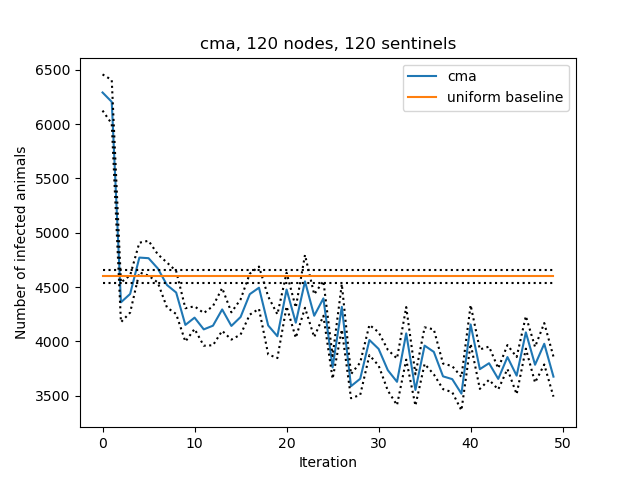 cma, 120 nodes, 120 sentinels
cma
uniform baseline
Number of infected animals
6500
6000
5500
5000
4500
4000
3500
0 10 20 30 40 50
Iteration